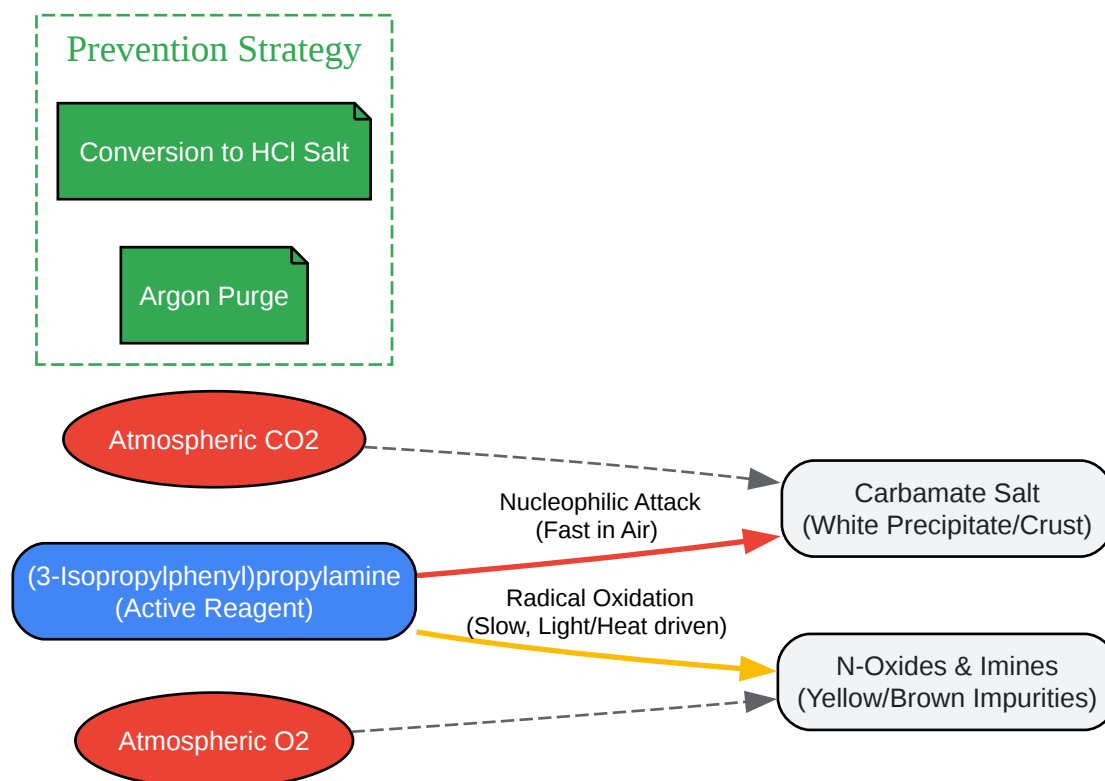 Prevention Strategy
Conversion to HCl Salt
Argon Purge
Atmospheric CO2
Nucleophilic Attack
(Fast in Air)
Carbamate Salt
(White Precipitate/Crust)
(3-Isopropylphenyl)propylamine
(Active Reagent)
Radical Oxidation
(Slow, Light/Heat driven)
N-Oxides & Imines
(Yellow/Brown Impurities)
Atmospheric O2